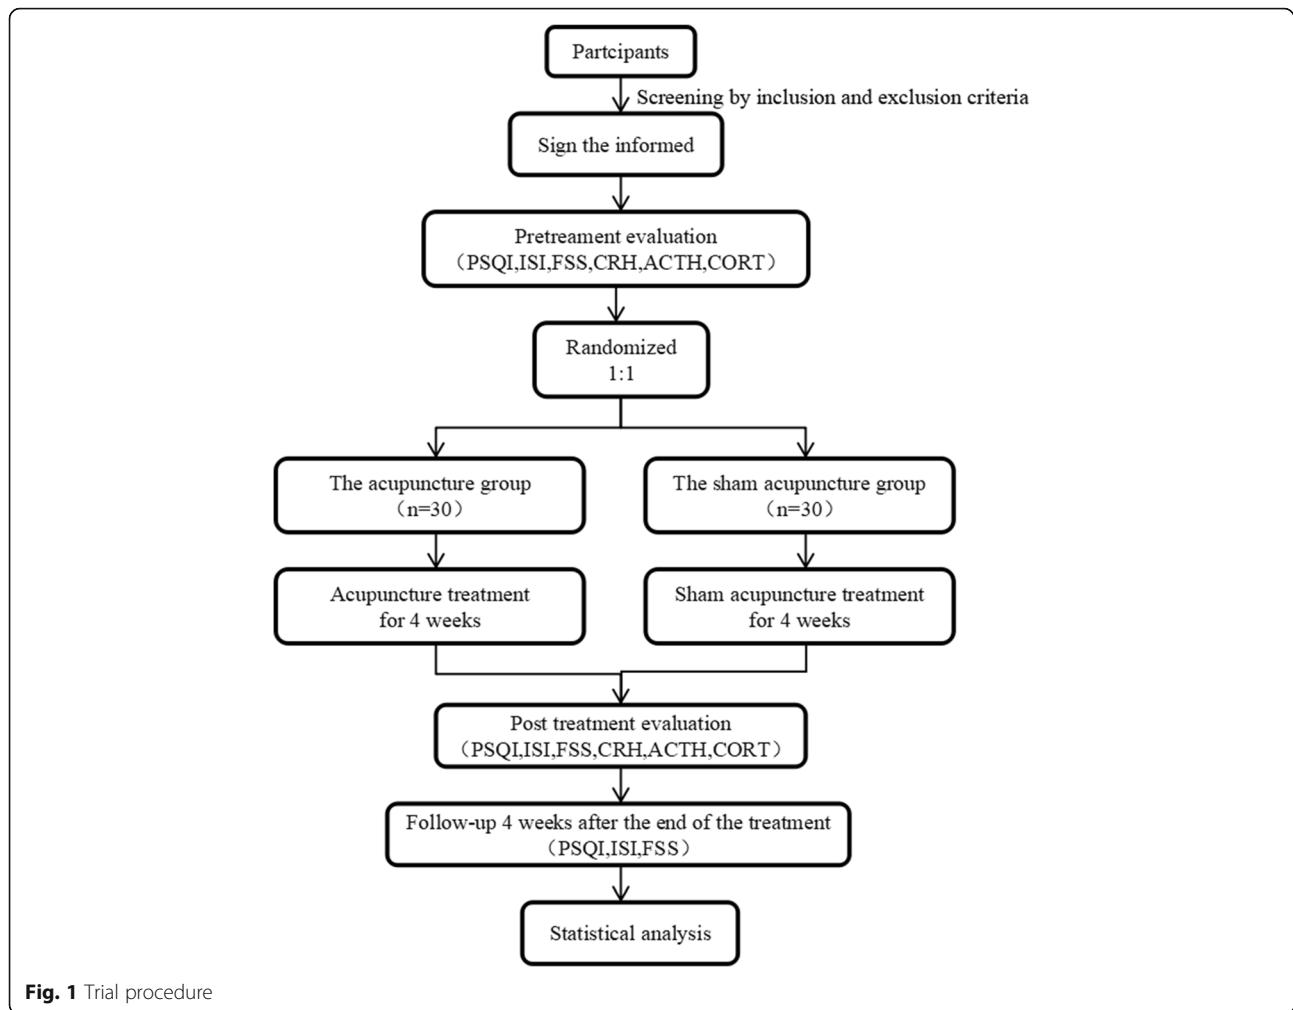 Partcipants
Screening by inclusion and exclusion criteria
Sign the informed
Pretreament evaluation
（PSQI,ISI,FSS,CRH,ACTH,CORT）
Randomized
1:1
The acupuncture group
（n=30）
The sham acupuncture group
（n=30）
Acupuncture treatment
for 4 weeks
Sham acupuncture treatment
for 4 weeks
Post treatment evaluation
（PSQI,ISI,FSS,CRH,ACTH,CORT）
Follow-up 4 weeks after the end of the treatment
（PSQI,ISI,FSS）
Statistical analysis
Fig. 1 Trial procedure